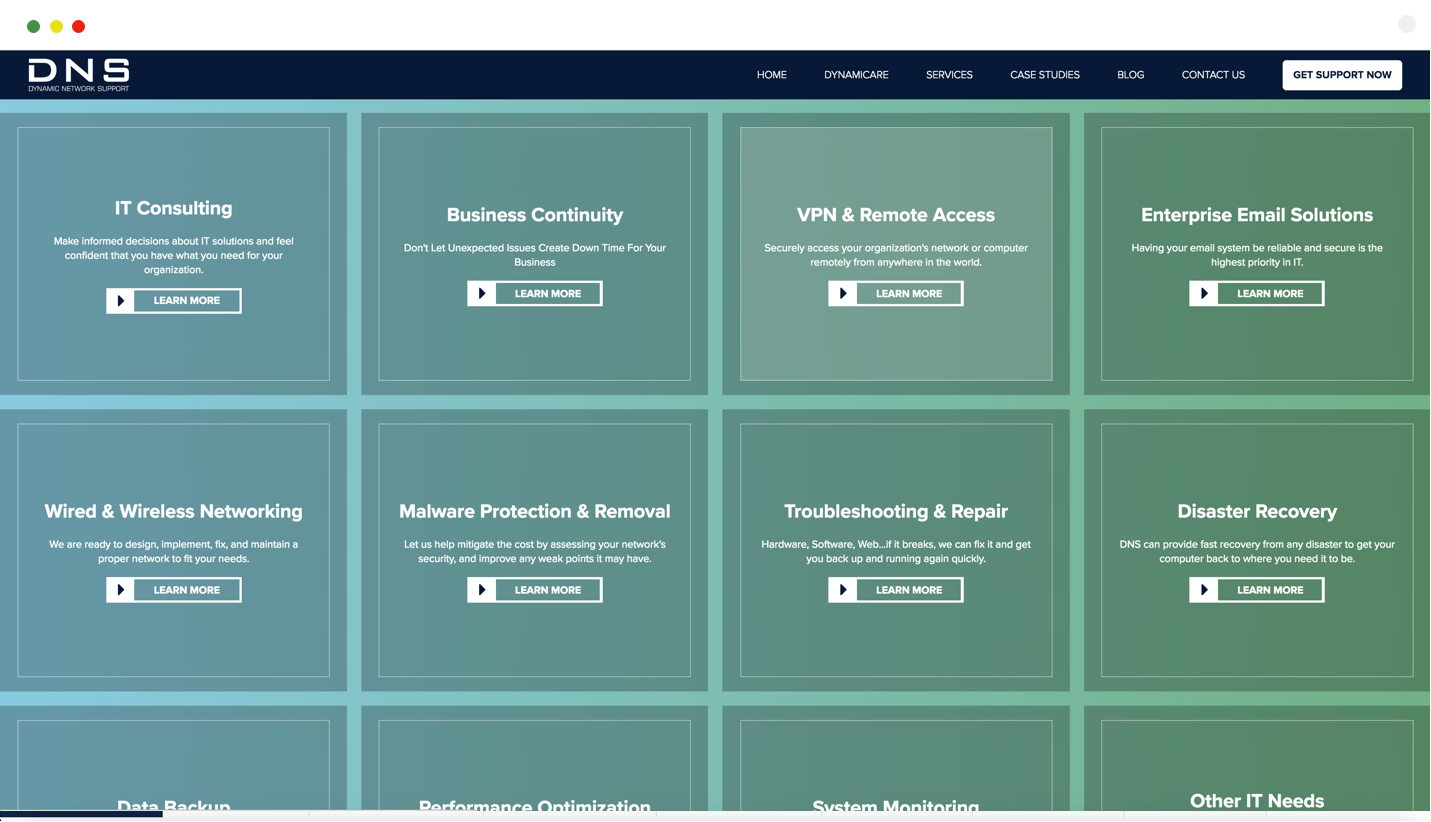 DNS
DYNAMIC NETWORK SUPPORT
HOME
DYNAMICARE
SERVICES
CASE STUDIES
BLOG
CONTACT US
GET SUPPORT NOW
IT Consulting
Make informed decisions about IT solutions and feel
confident that you have what you need for your
organization.
LEARN MORE
Business Continuity
Don't Let Unexpected Issues Create Down Time For Your
Business
LEARN MORE
VPN & Remote Access
Securely access your organization's network or computer
remotely from anywhere in the world.
LEARN MORE
Enterprise Email Solutions
Having your email system be reliable and secure is the
highest priority in IT.
LEARN MORE
Wired & Wireless Networking
We are ready to design, implement, fix, and maintain a
proper network to fit your needs.
LEARN MORE
Malware Protection & Removal
Let us help mitigate the cost by assessing your network's
security, and improve any weak points it may have.
LEARN MORE
Troubleshooting & Repair
Hardware, Software, Web...if it breaks, we can fix it and get
you back up and running again quickly.
LEARN MORE
Disaster Recovery
DNS can provide fast recovery from any disaster to get your
computer back to where you need it to be.
LEARN MORE
Data Backup
Performance Optimization
System Monitoring
Other IT Needs